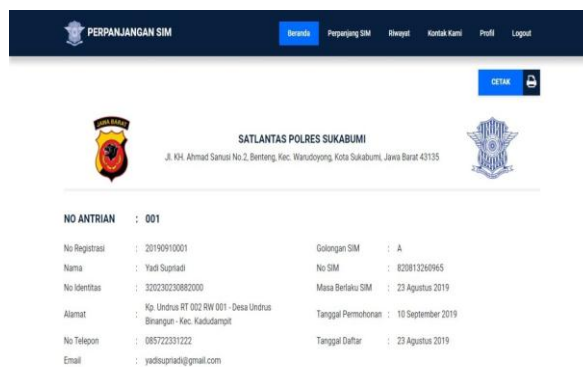 PERPANJANGAN SIM
Beranda Perpanjang SIM Riwayat Kontak Kami Profil Logout
CETAK
JAWA BARAT
SATLANTAS POLRES SUKABUMI
Jl. KH. Ahmad Sanusi No.2, Benteng, Kec. Warudoyong, Kota Sukabumi, Jawa Barat 43135
NO ANTRIAN : 001
No Registrasi : 20190910001
Nama : Yadi Supriadi
No Identitas : 320230230882000
Alamat : Kp. Undrus RT 002 RW 001 - Desa Undrus
Binangun - Kec. Kadudampit
No Telepon : 085722331222
Email : yadisupriadi@gmail.com
Golongan SIM : A
No SIM : 820813260965
Masa Berlaku SIM : 23 Agustus 2019
Tanggal Permohonan : 10 September 2019
Tanggal Daftar : 23 Agustus 2019